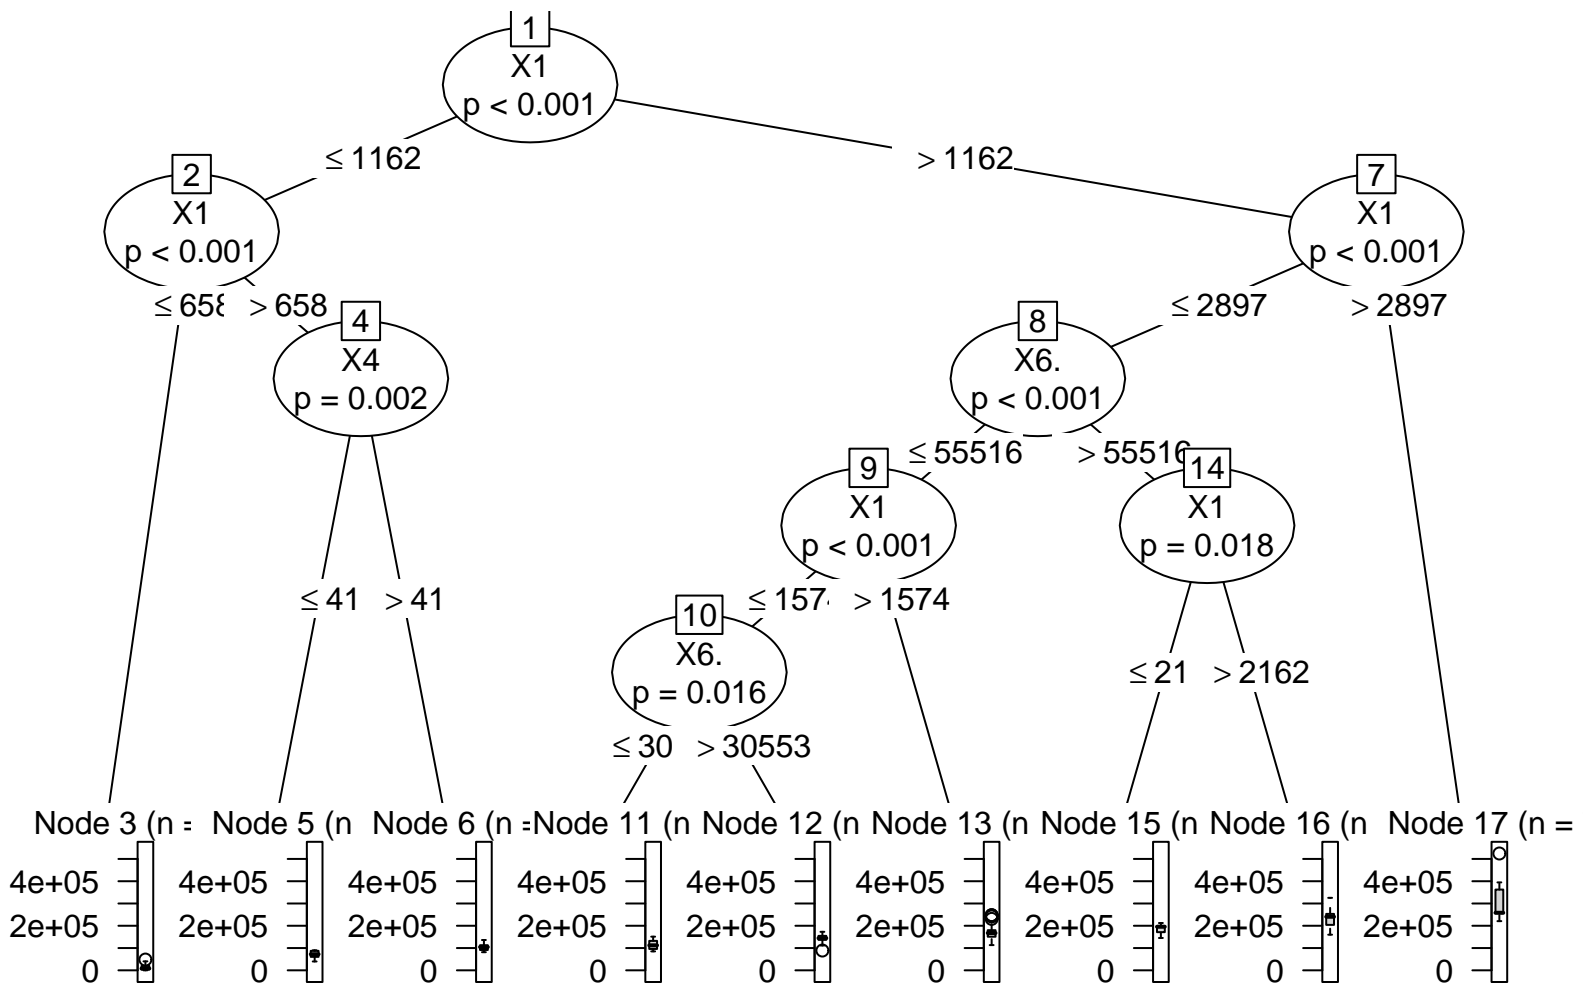 1
X1
p < 0.001
≤ 1162
> 1162
2
X1
p < 0.001
7
X1
p < 0.001
≤ 658
> 658
≤ 2897
> 2897
4
X4
p = 0.002
8
X6.
p < 0.001
≤ 55516
> 55516
9
X1
p < 0.001
14
X1
p = 0.018
≤ 41
> 41
≤ 157
> 1574
10
X6.
p = 0.016
≤ 21
> 2162
≤ 30
> 30553
Node 3 (n =
Node 5 (n
Node 6 (n =
Node 11 (n
Node 12 (n
Node 13 (n
Node 15 (n
Node 16 (n
Node 17 (n =
4e+05 4e+05 4e+05 4e+05 4e+05 4e+05 4e+05 4e+05 4e+05
2e+05 2e+05 2e+05 2e+05 2e+05 2e+05 2e+05 2e+05 2e+05
0 0 0 0 0 0 0 0 0